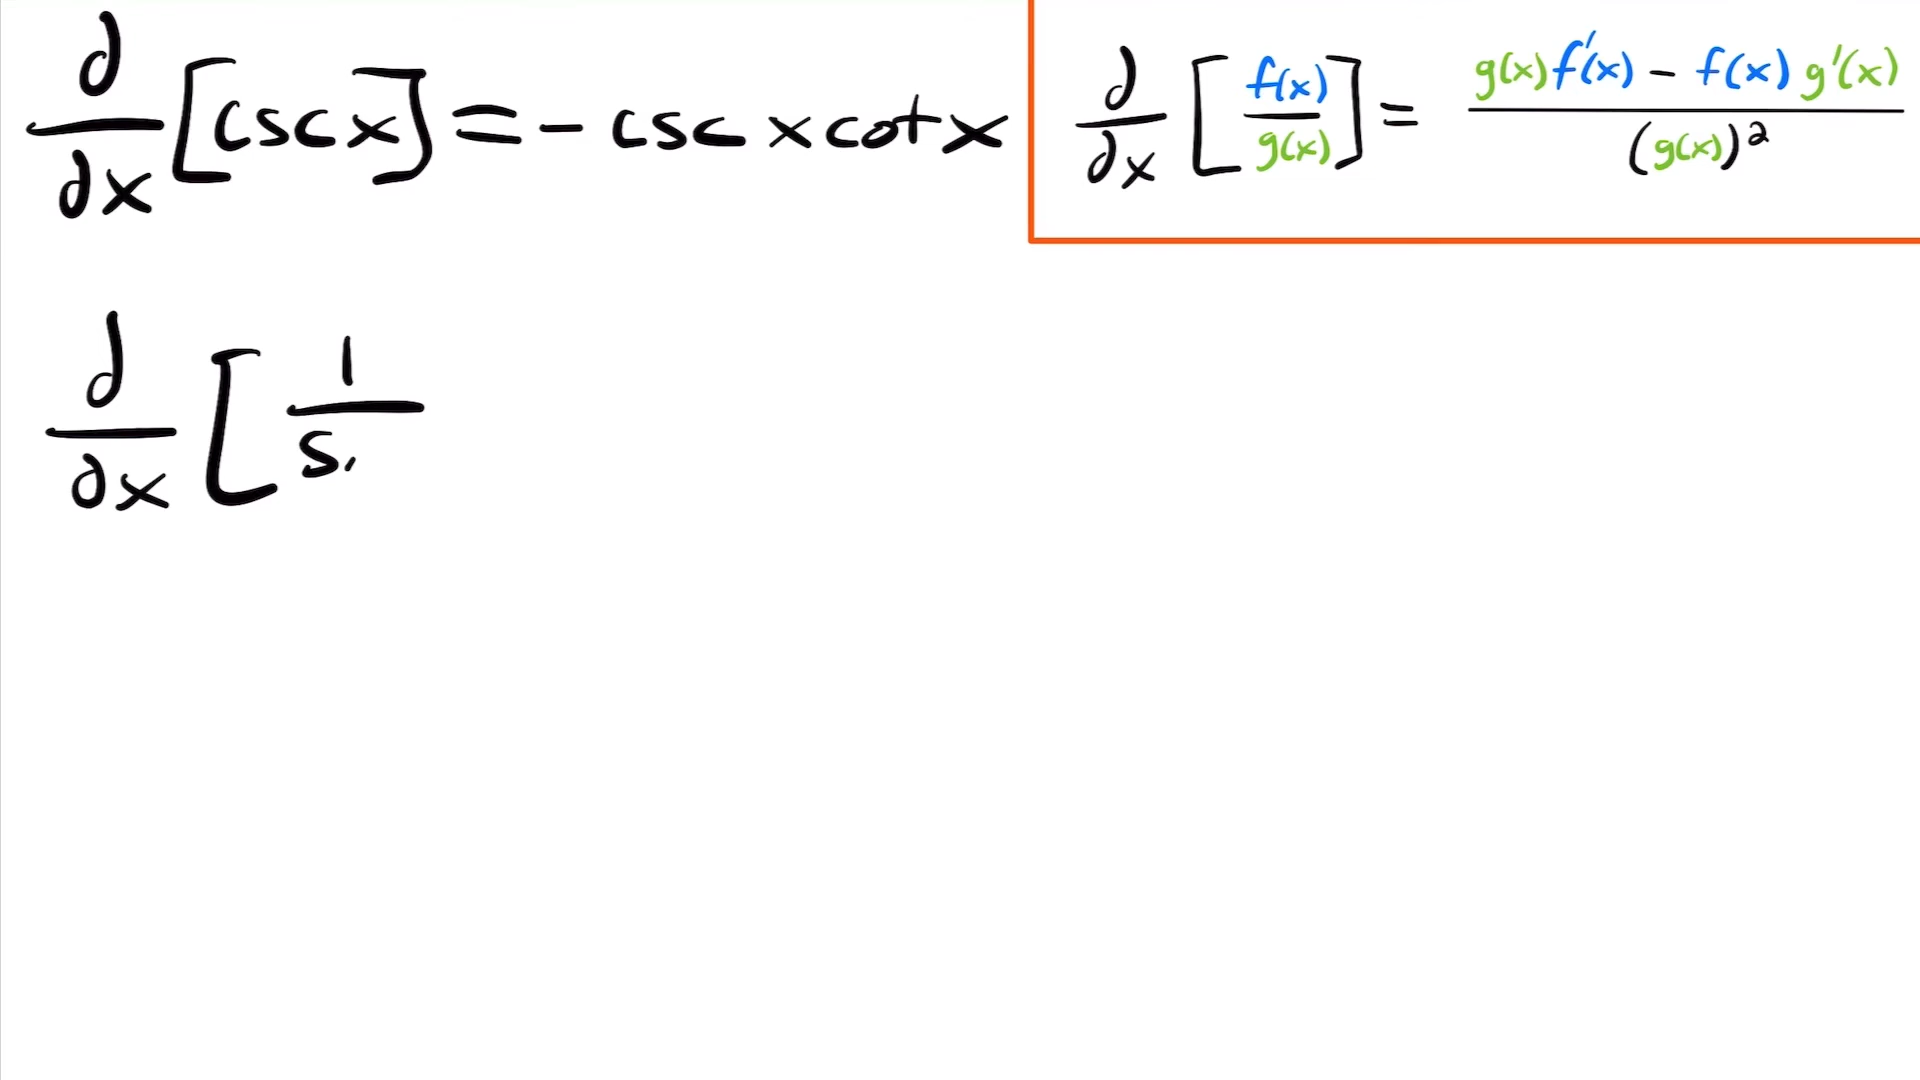 d/dx [csc x] = - csc x cot x
d/dx [f(x)/g(x)] = g(x)f'(x) - f(x)g'(x)/(g(x))²
d/dx [1/s